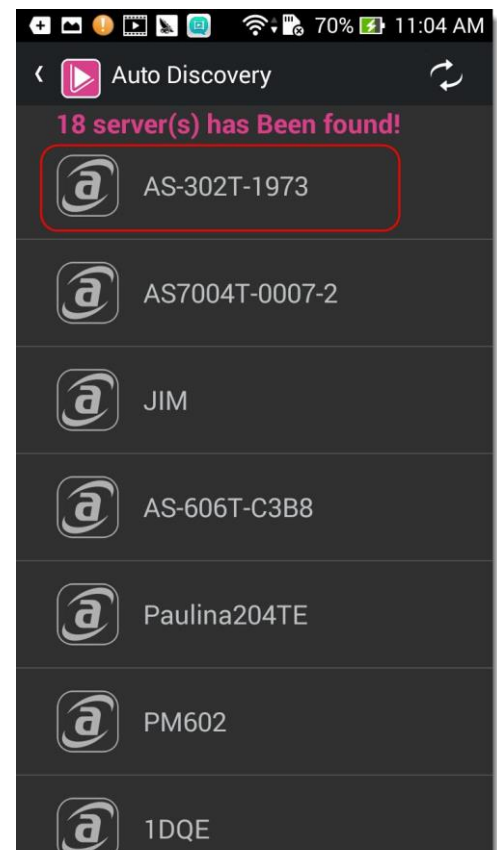 70% 11:04 AM
Auto Discovery
18 server(s) has Been found!
AS-302T-1973
AS7004T-0007-2
JIM
AS-606T-C3B8
Paulina204TE
PM602
1DQE